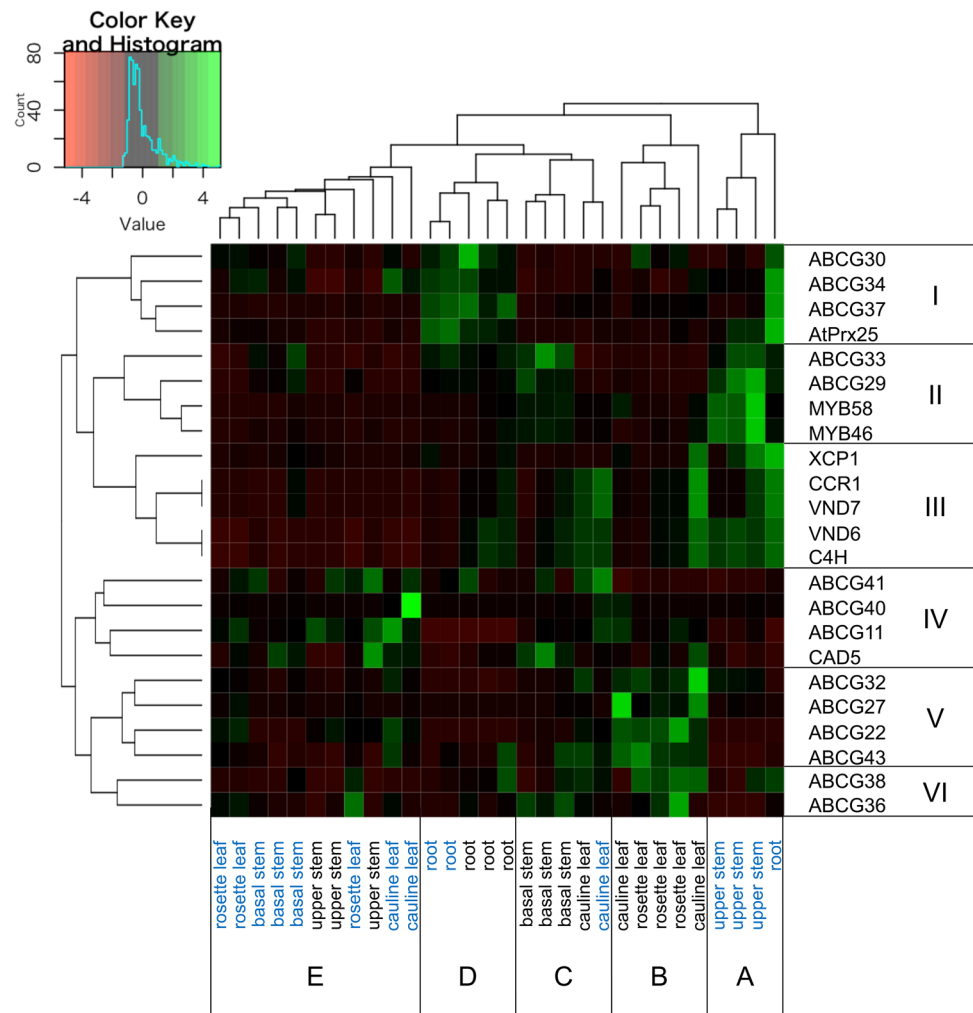 Color Key
and Histogram
Count
0
40
80
-4
0
4
Value
ABCG30
ABCG34
ABCG37
AtPrx25
I
ABCG33
ABCG29
MYB58
MYB46
II
XCP1
CCR1
VND7
VND6
C4H
III
ABCG41
ABCG40
ABCG11
CAD5
IV
ABCG32
ABCG27
ABCG22
ABCG43
V
ABCG38
ABCG36
VI
rosette leaf
rosette leaf
basal stem
basal stem
basal stem
upper stem
upper stem
rosette leaf
upper stem
cauline leaf
cauline leaf
root
root
root
root
root
basal stem
basal stem
basal stem
cauline leaf
cauline leaf
cauline leaf
rosette leaf
rosette leaf
rosette leaf
cauline leaf
upper stem
upper stem
upper stem
root
E
D
C
B
A